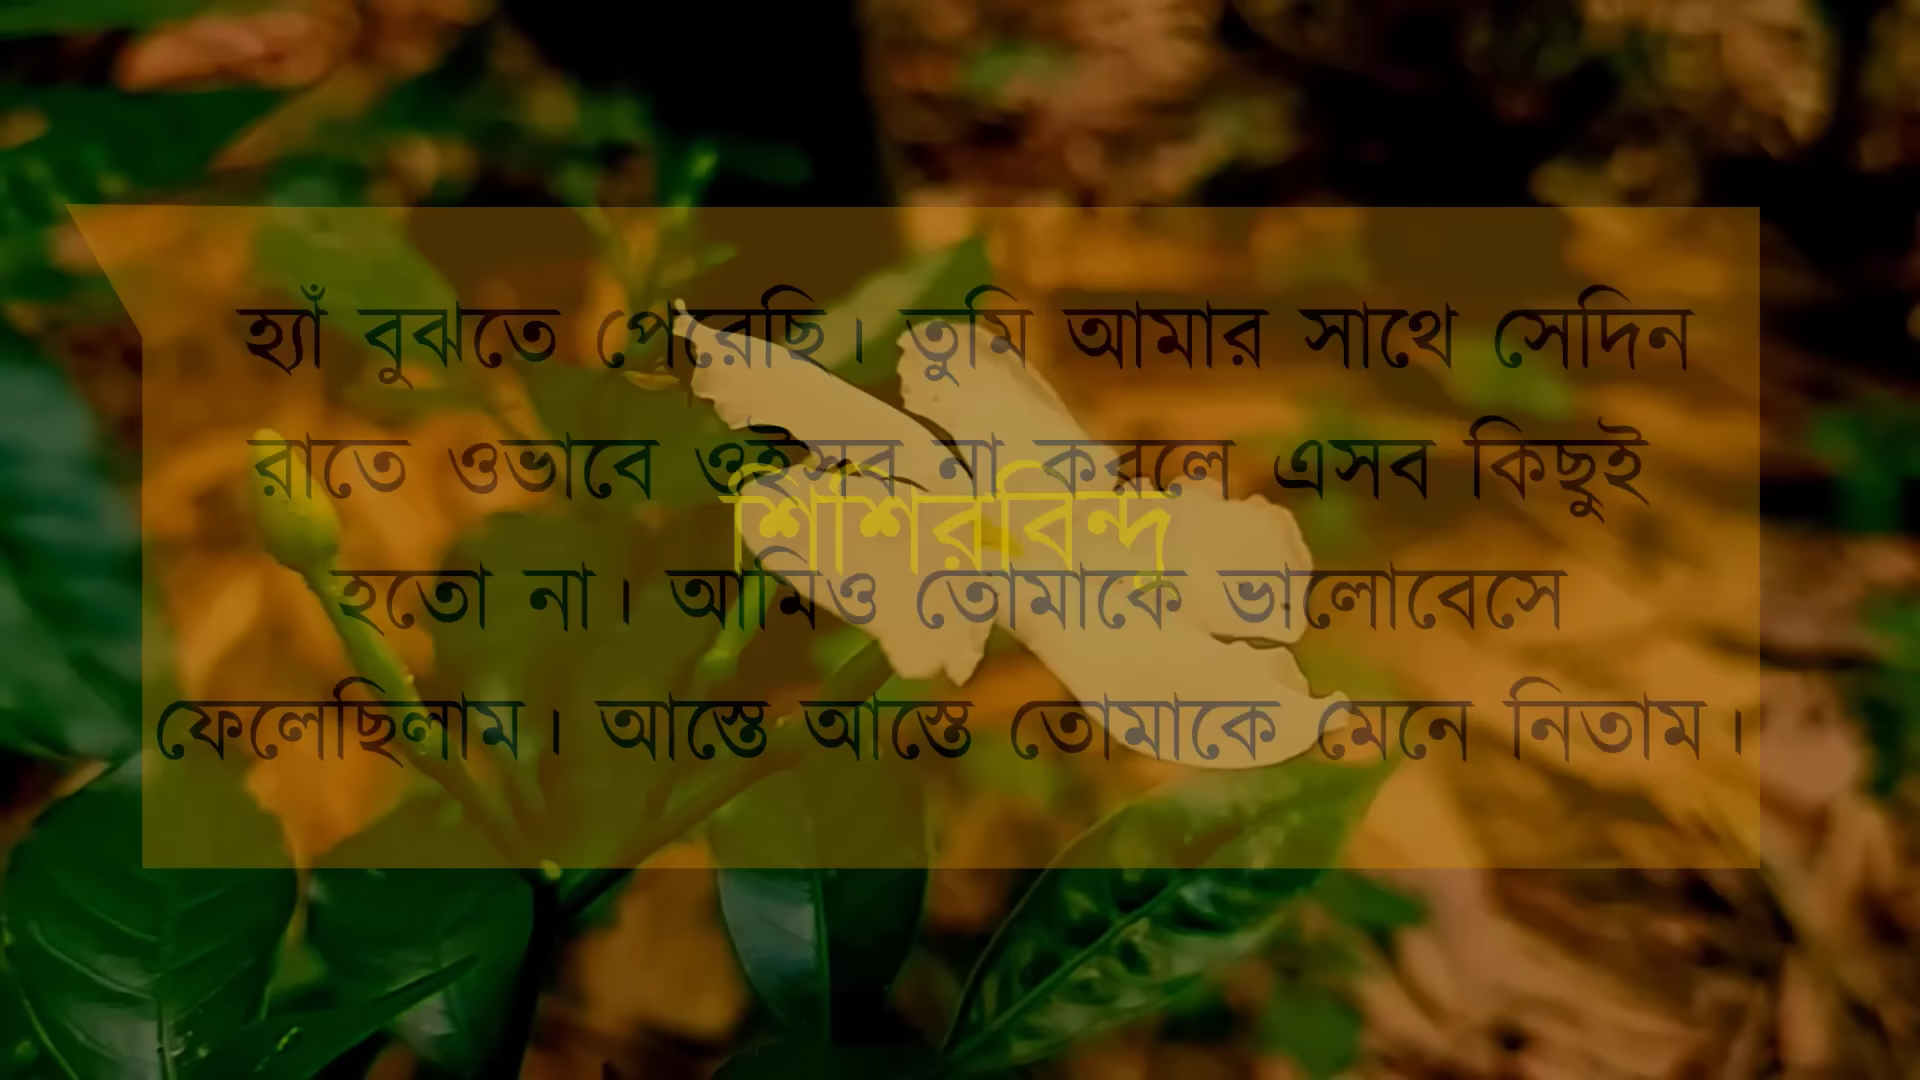 হ্যাঁ বুঝতে পেরেছি। তুমি আমার সাথে সেদিন
রাতে ওভাবে ওইসব না করলে এসব কিছুই
শিশিরবিন্দু
হতো না। আমিও তোমাকে ভালোবেসে
ফেলেছিলাম। আস্তে আস্তে তোমাকে মেনে নিতাম।